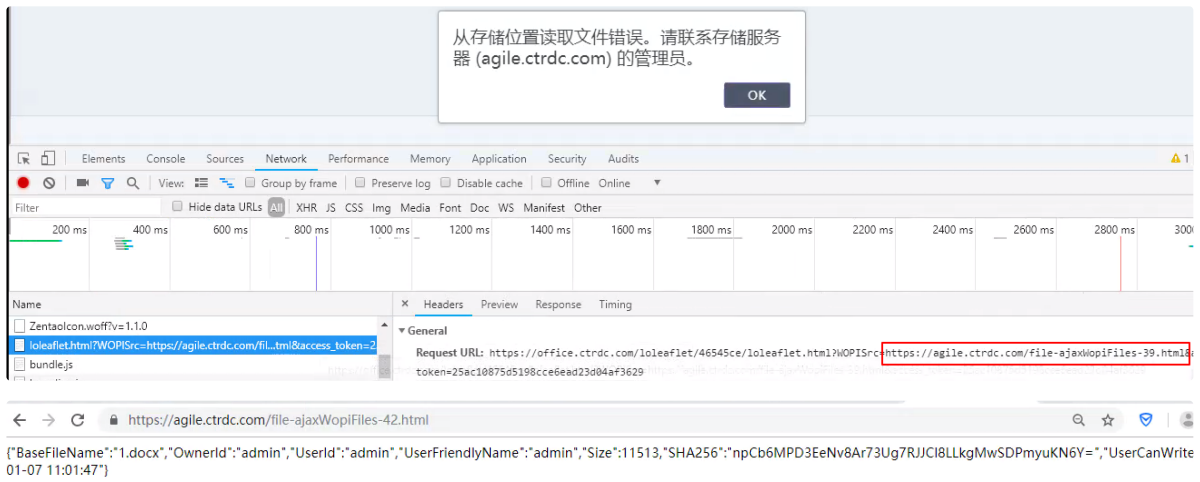 从存储位置读取文件错误。请联系存储服务
器 (agile.ctrdc.com) 的管理员。
OK
Elements Console Sources Network Performance Memory Application Security Audits 1
View: Group by frame Preserve log Disable cache Offline Online
Filter Hide data URLs All XHR JS CSS Img Media Font Doc WS Manifest Other
200 ms 400 ms 600 ms 800 ms 1000 ms 1200 ms 1400 ms 1600 ms 1800 ms 2000 ms 2200 ms 2400 ms 2600 ms 2800 ms 3000
Name × Headers Preview Response Timing
ZentaoIcon.woff?v=1.1.0
General
loleaflet.html?WOPISrc=https://agile.ctrdc.com/fil...tml&access_token=2
Request URL: https://office.ctrdc.com/loleaflet/46545ce/loleaflet.html?WOPISrc=https://agile.ctrdc.com/file-ajaxWopiFiles-39.html&a
bundle.js
token=25ac10875d5198cce6ead23d04af3629
https://agile.ctrdc.com/file-ajaxWopiFiles-42.html
{"BaseFileName":"1.docx","OwnerId":"admin","UserId":"admin","UserFriendlyName":"admin","Size":11513,"SHA256":"npCb6MPD3EeNv8Ar73Ug7RJJCI8LLkgMwSDPmyuKN6Y=","UserCanWrite
01-07 11:01:47"}